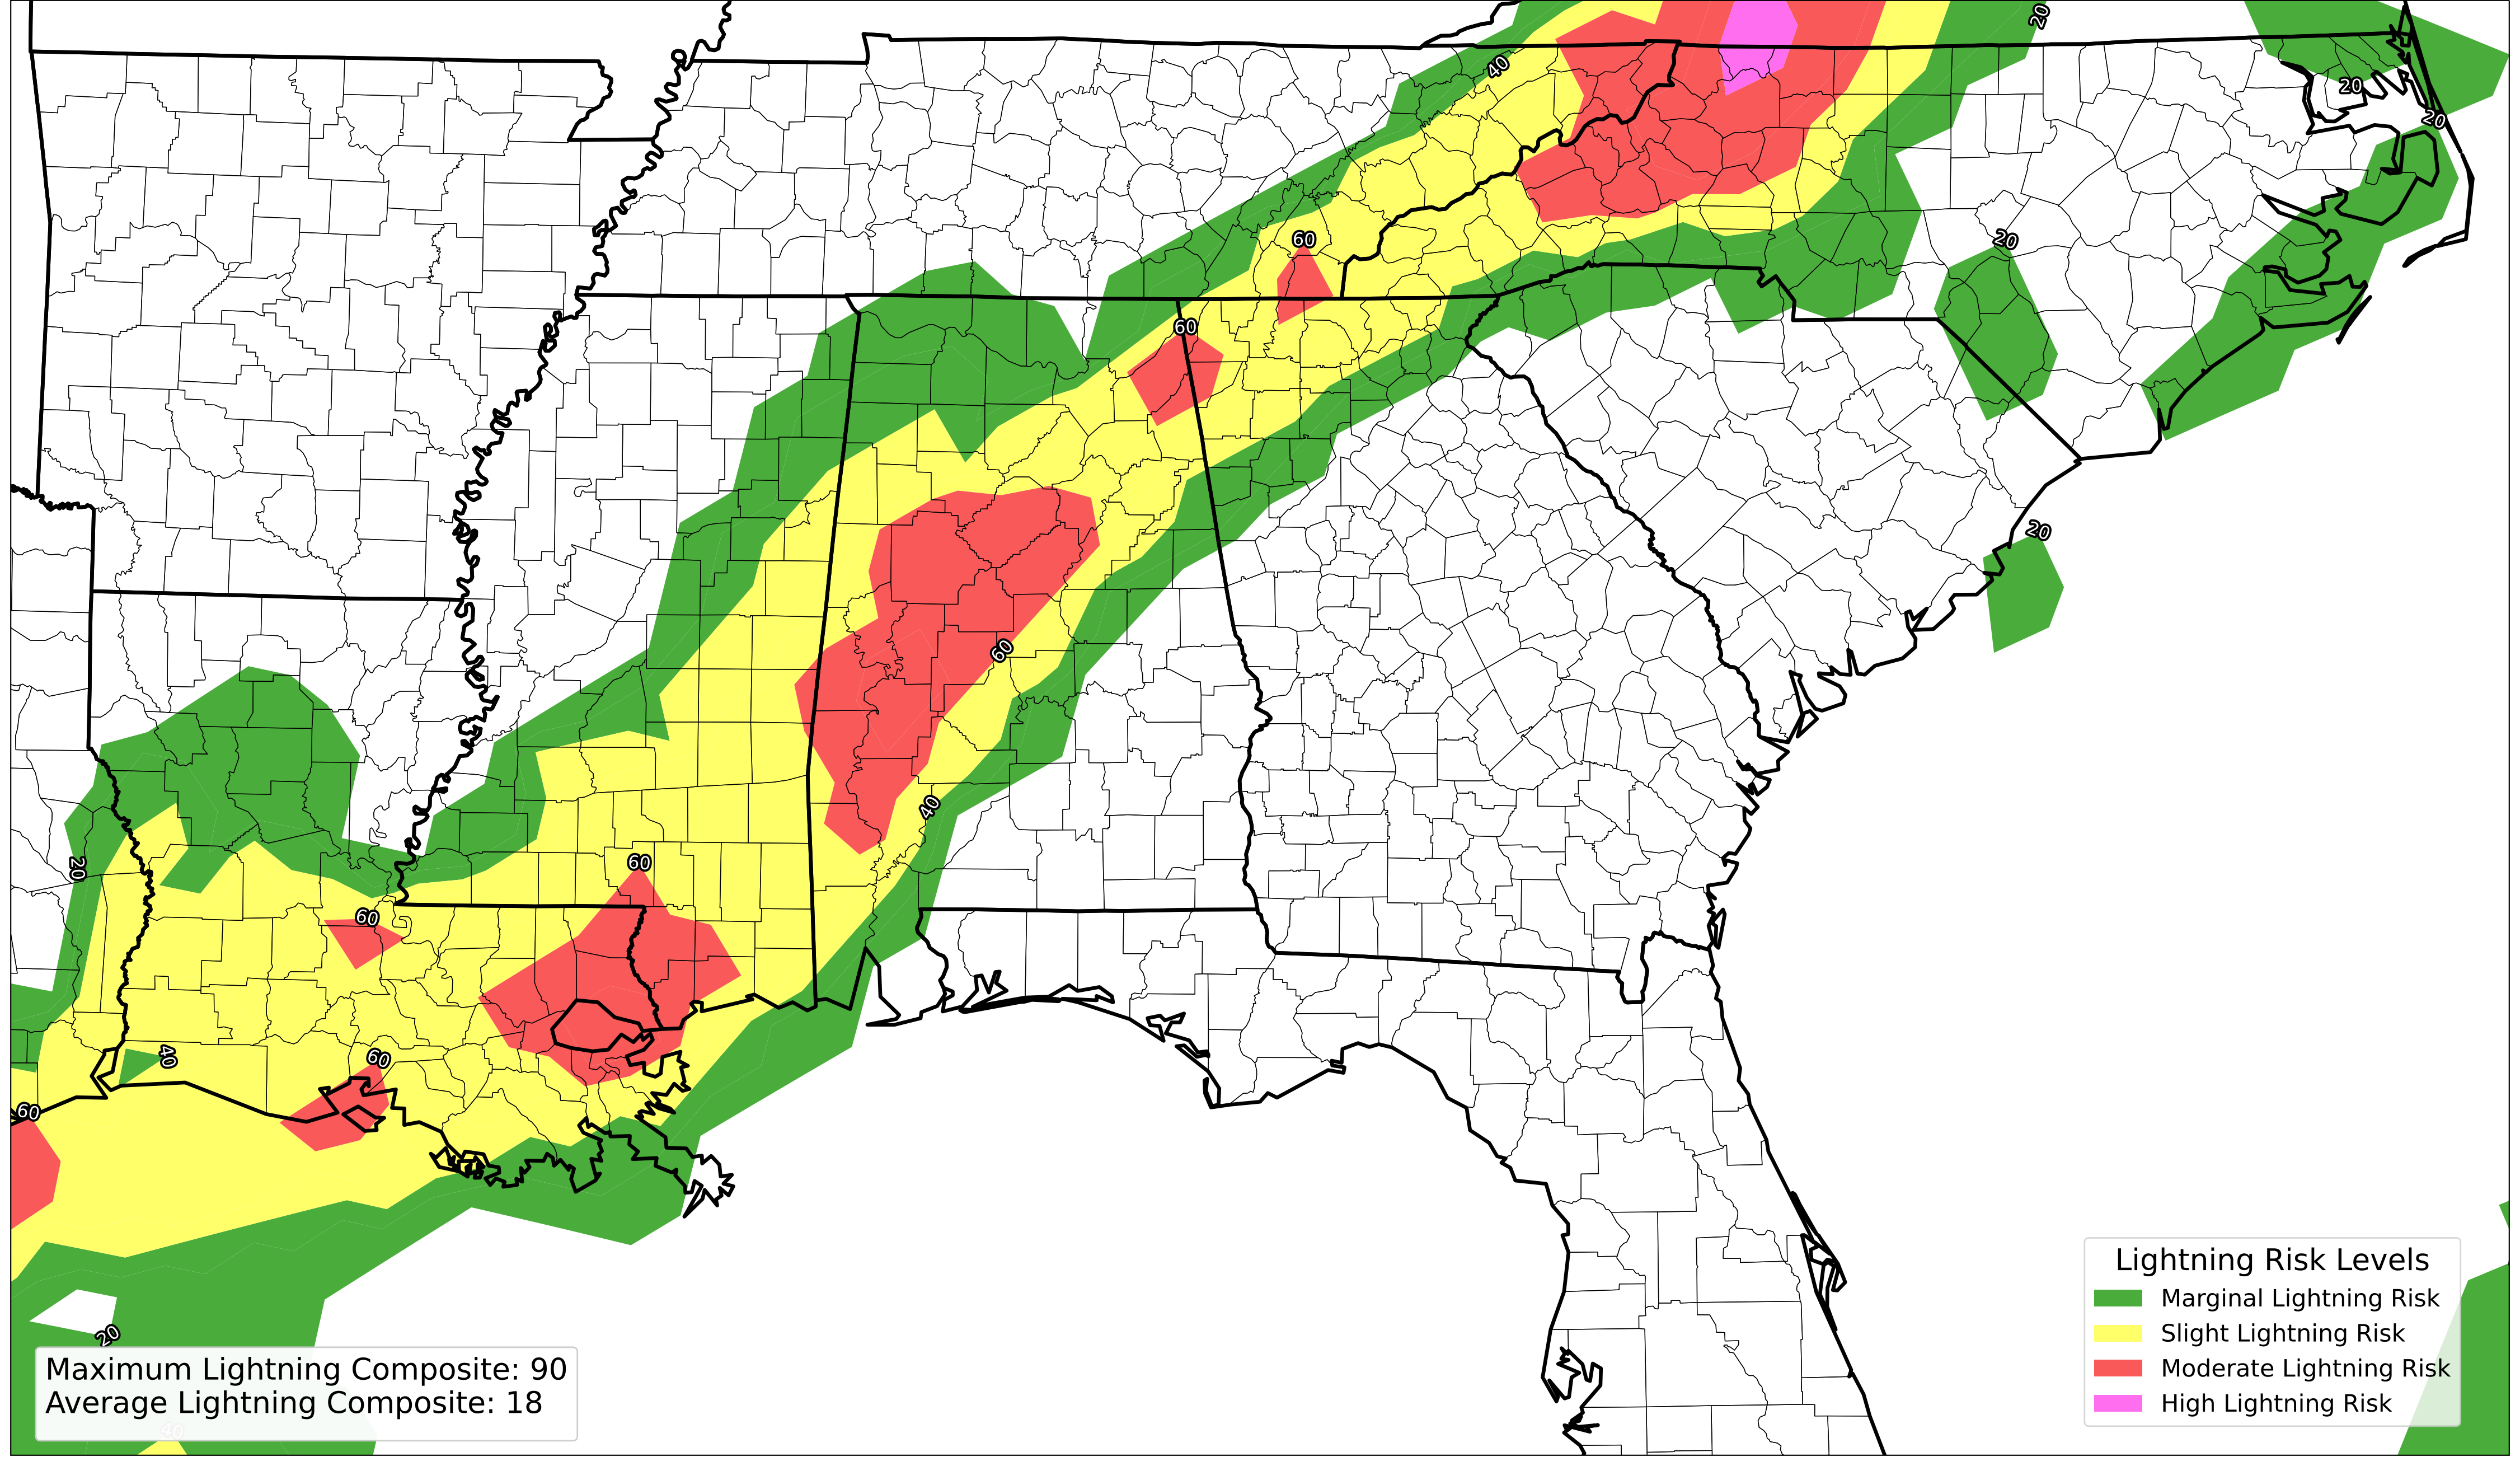 20
40
20
20
20
60
60
20
60
40
20
60
60
40
60
60
20
40
Maximum Lightning Composite: 90
Average Lightning Composite: 18
Lightning Risk Levels
Marginal Lightning Risk
Slight Lightning Risk
Moderate Lightning Risk
High Lightning Risk